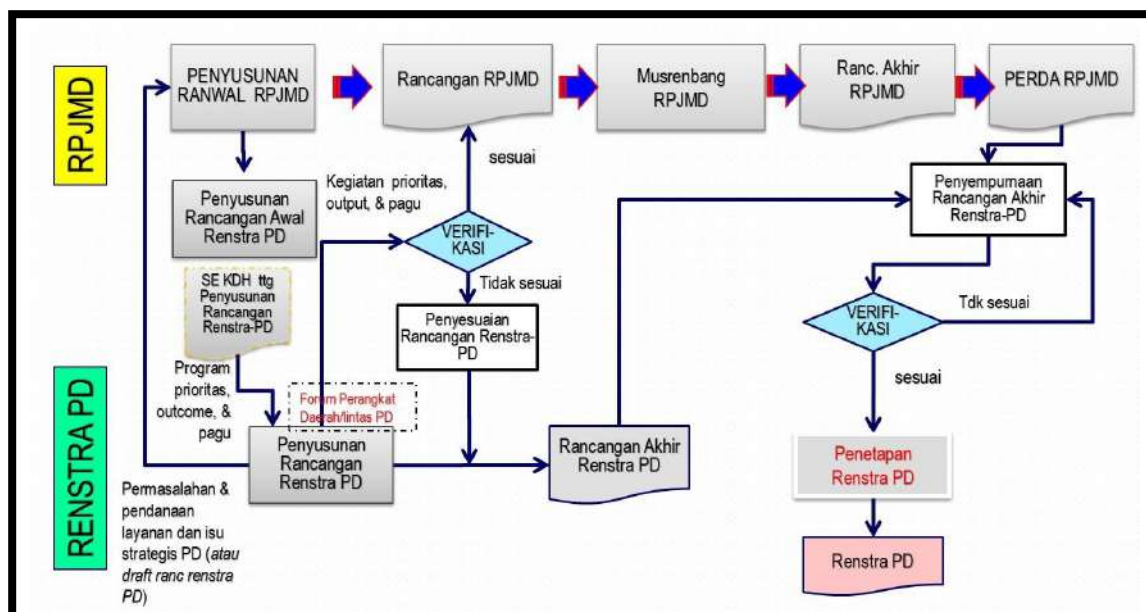 RPJMD
PENYUSUNAN
RANWAL RPJMD
Rancangan RPJMD
Musrenbang
RPJMD
Ranc. Akhir
RPJMD
PERDA RPJMD
Penyusunan
Rancangan Awal
Renstra PD
Kegiatan prioritas,
output, & pagu
sesuai
VERIFI-
KASI
Tidak sesuai
Penyesuaian
Rancangan Renstra-
PD
Penyempurnaan
Rancangan Akhir
Renstra-PD
VERIFI-
KASI
Tdk sesuai
sesuai
SE KDH ttg
Penyusunan
Rancangan
Renstra-PD
RENSTRA PD
Program
prioritas,
outcome, &
pagu
Forum Perangkat
Daerah/lintas PD
Penyusunan
Rancangan
Renstra PD
Rancangan Akhir
Renstra PD
Penetapan
Renstra PD
Renstra PD
Permasalahan &
pendanaan
layanan dan isu
strategis PD (atau
draft ranc renstra
PD)